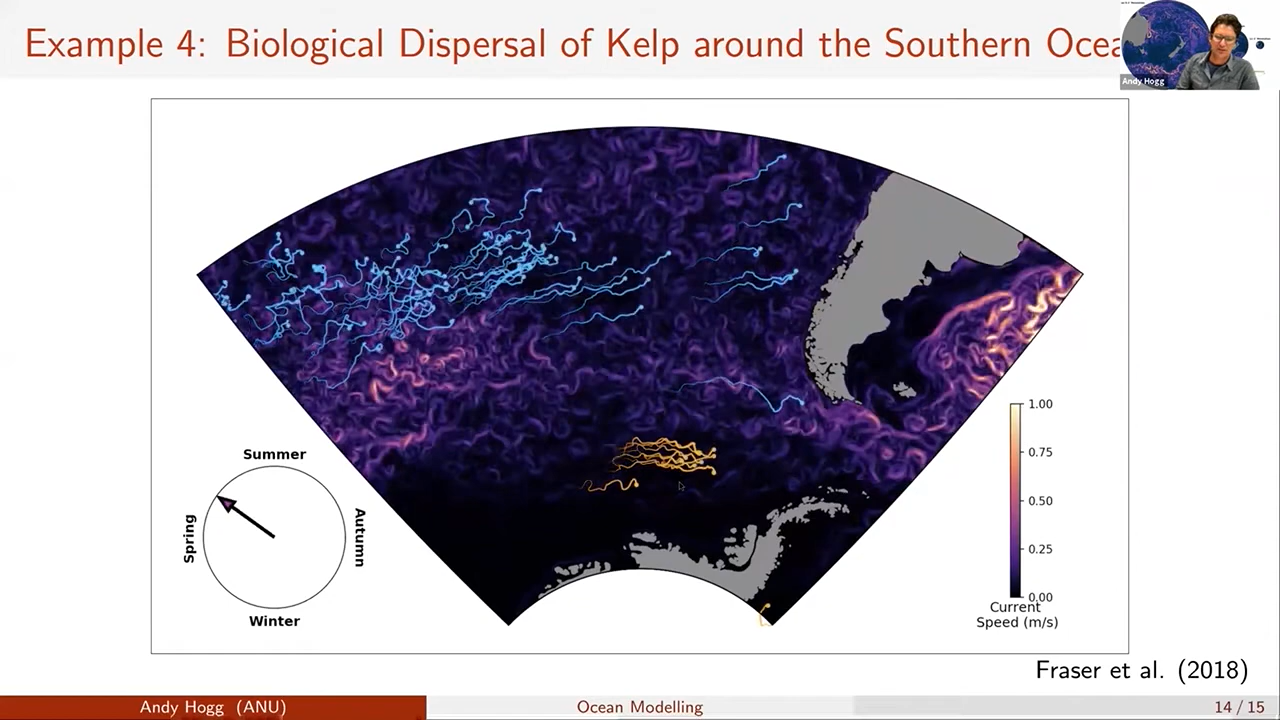 Example 4: Biological Dispersal of Kelp around the Southern Ocea
Andy Hogg
Summer
Spring
Autumn
Winter
1.00
0.75
0.50
0.25
0.00
Current
Speed (m/s)
Fraser et al. (2018)
Andy Hogg (ANU)
Ocean Modelling
14 / 15